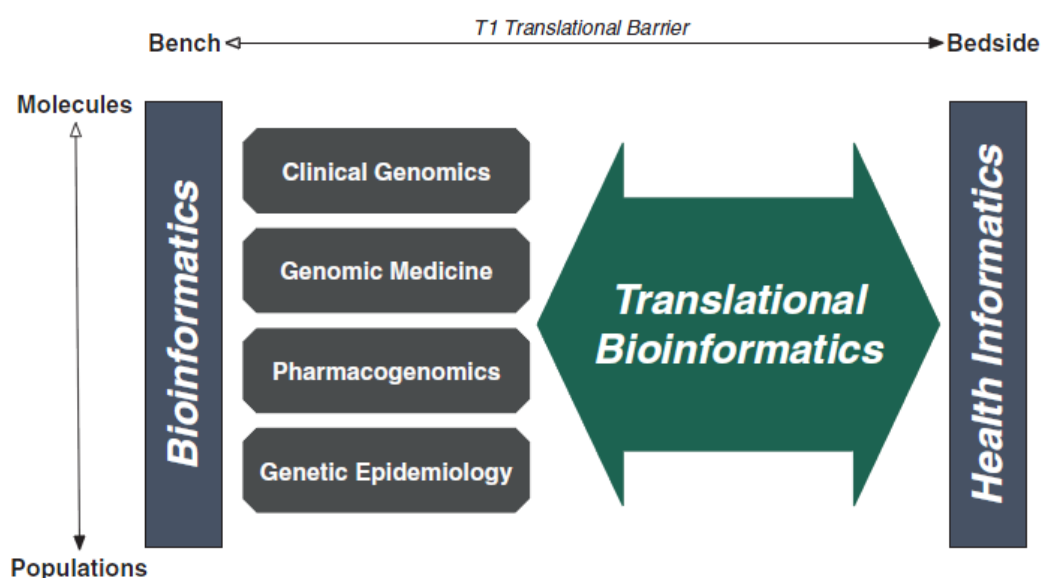 T1 Translational Barrier
Bench
Bedside
Molecules
Populations
Bioinformatics
Clinical Genomics
Genomic Medicine
Pharmacogenomics
Genetic Epidemiology
Translational
Bioinformatics
Health Informatics